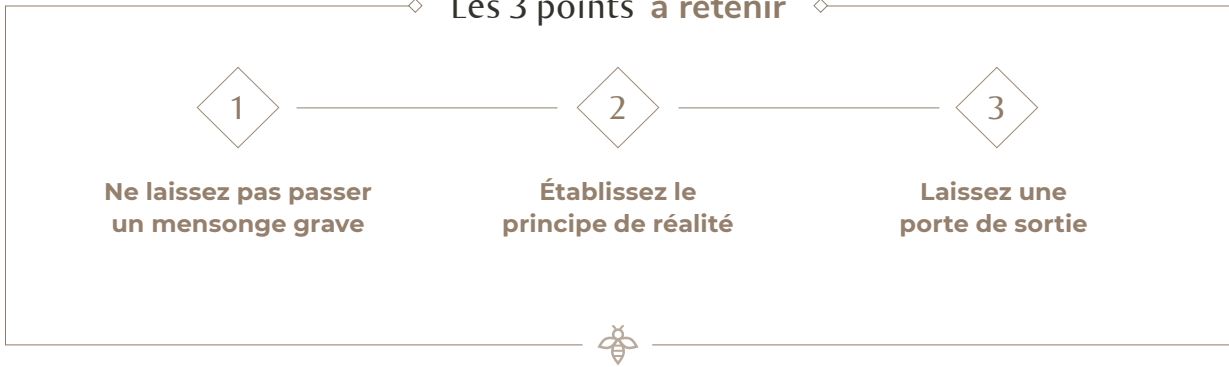 Les 3 points à retenir
1
2
3
Ne laissez pas passer
un mensonge grave
Établissez le
principe de réalité
Laissez une
porte de sortie